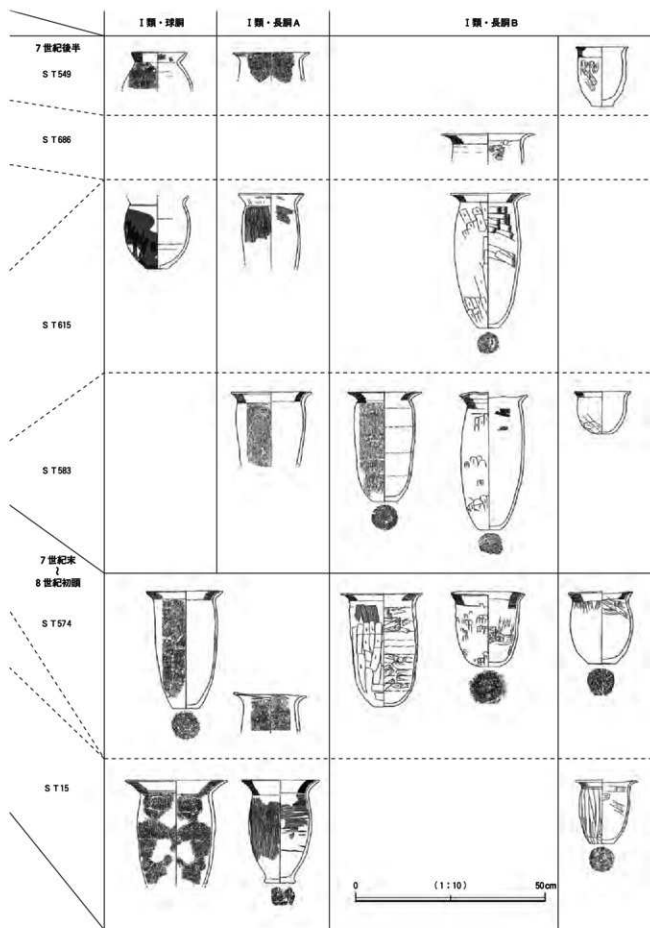 Ⅰ類・球胴
Ⅰ類・長胴A
Ⅰ類・長胴B
7世紀後半
ST549
ST686
ST615
ST583
7世紀末
~
8世紀初頭
ST574
ST15
0 (1:10) 50cm